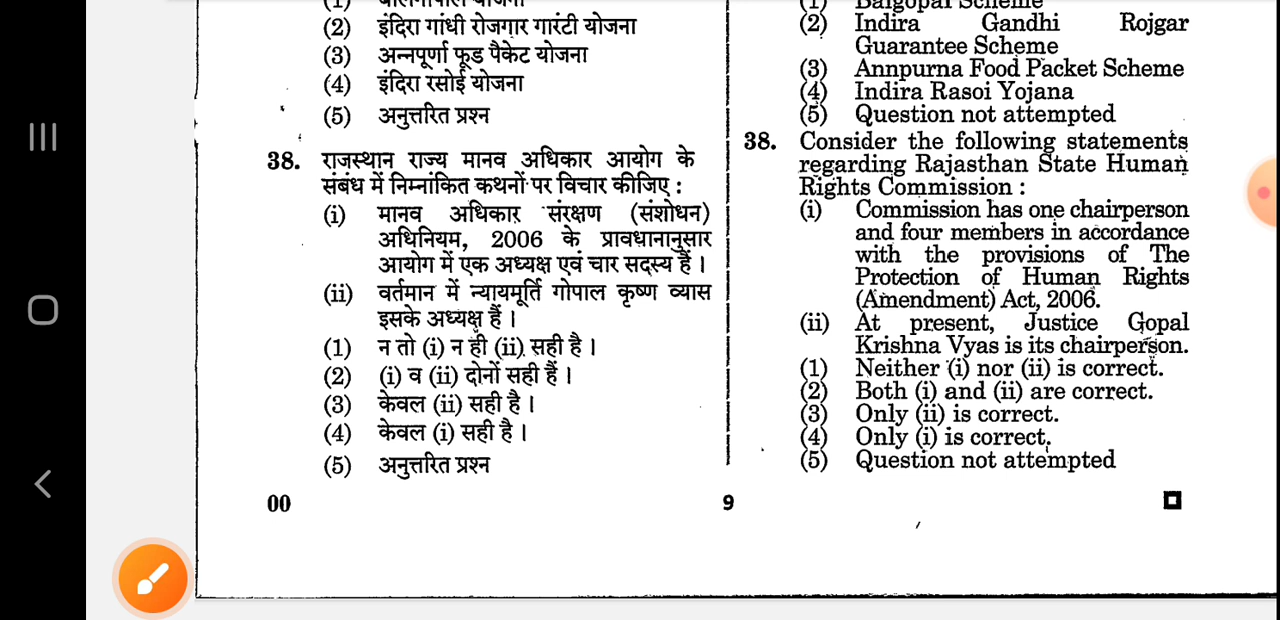 (2) इंदिरा गांधी रोजगार गारंटी योजना
(3) अन्नपूर्णा फूड पैकेट योजना
(4) इंदिरा रसोई योजना
(5) अनुत्तरित प्रश्न
38. राजस्थान राज्य मानव अधिकार आयोग के
संबंध में निम्नांकित कथनों पर विचार कीजिए :
(i) मानव अधिकार संरक्षण (संशोधन)
अधिनियम, 2006 के प्रावधानानुसार
आयोग में एक अध्यक्ष एवं चार सदस्य हैं।
(ii) वर्तमान में न्यायमूर्ति गोपाल कृष्ण व्यास
इसके अध्यक्ष हैं।
(1) न तो (i) न ही (ii) सही है।
(2) (i) व (ii) दोनों सही हैं।
(3) केवल (ii) सही है।
(4) केवल (i) सही है।
(5) अनुत्तरित प्रश्न
00
(1) Balgopal Scheme
(2) Indira Gandhi Rojgar
Guarantee Scheme
(3) Annpurna Food Packet Scheme
(4) Indira Rasoi Yojana
(5) Question not attempted
38. Consider the following statements
regarding Rajasthan State Human
Rights Commission :
(i) Commission has one chairperson
and four members in accordance
with the provisions of The
Protection of Human Rights
(Amendment) Act, 2006.
(ii) At present, Justice Gopal
Krishna Vyas is its chairperson.
(1) Neither (i) nor (ii) is correct.
(2) Both (i) and (ii) are correct.
(3) Only (ii) is correct.
(4) Only (i) is correct.
(5) Question not attempted
9